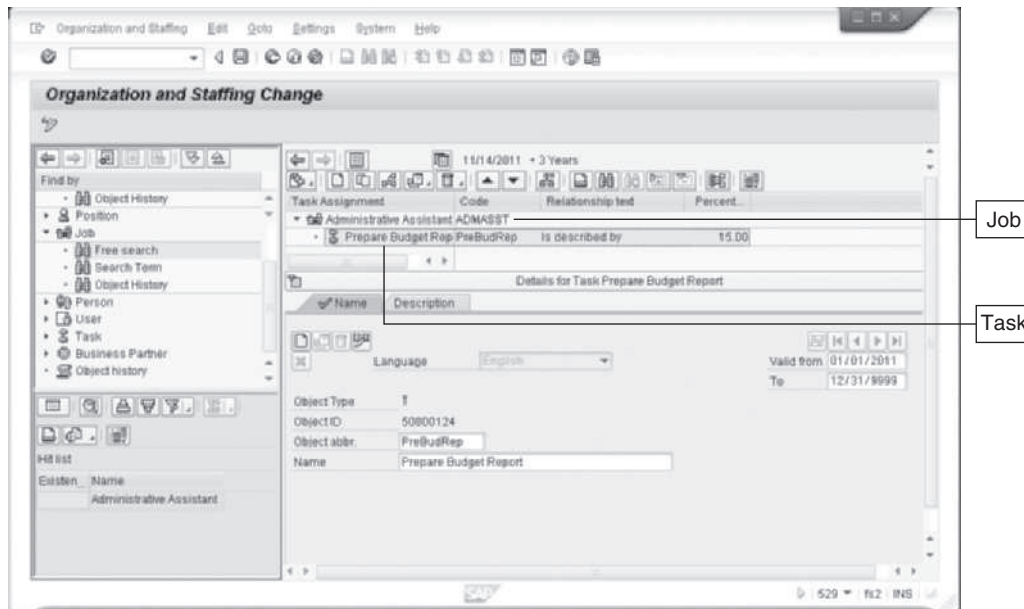 Organization and Staffing Edit Goto Settings System Help
Organization and Staffing Change
11/14/2011 + 3 Years
Find by
Object History
Position
Job
Free search
Search Term
Object History
Person
User
Task
Business Partner
Object history
Hit list
Existen_ Name
Administrative Assistant
Task Assignment Code Relationship text Percent...
Administrative Assistant ADMASST
Prepare Budget Rep PreBudRep Is described by 15.00
Details for Task Prepare Budget Report
Name Description
Language English
Valid from 01/01/2011
To 12/31/9999
Object Type T
Object ID 50800124
Object abbr. PreBudRep
Name Prepare Budget Report
Job
Task
SAP
529 fs2 INS